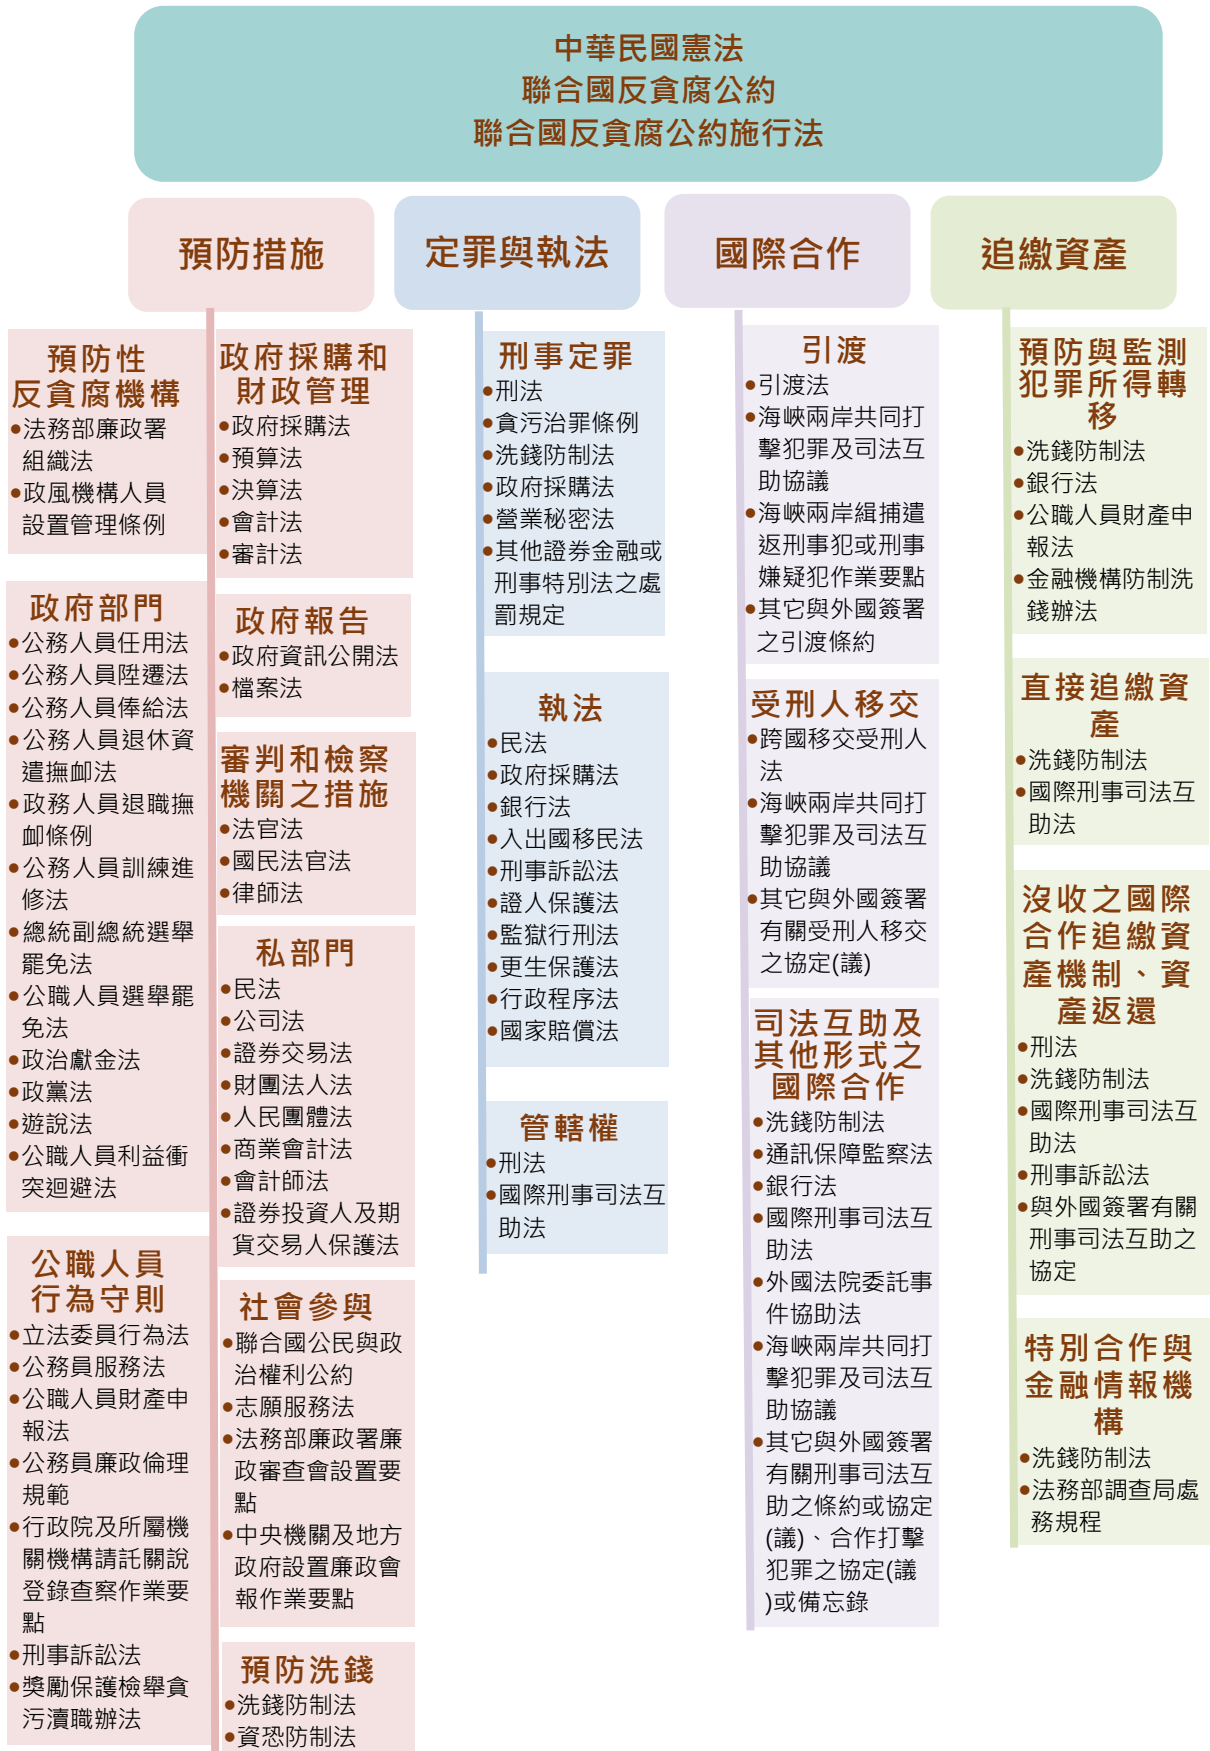 中華民國憲法
聯合國反貪腐公約
聯合國反貪腐公約施行法
預防措施
預防性
反貪腐機構
●法務部廉政署
組織法
●政風機構人員
設置管理條例
政府部門
●公務人員任用法
●公務人員陞遷法
●公務人員俸給法
●公務人員退休資
遣撫卹法
●政務人員退職撫
卹條例
●公務人員訓練進
修法
●總統副總統選舉
罷免法
●公職人員選舉罷
免法
●政治獻金法
●政黨法
●遊說法
●公職人員利益衝
突迴避法
公職人員
行為守則
●立法委員行為法
●公務員服務法
●公職人員財產申
報法
●公務員廉政倫理
規範
●行政院及所屬機
關機構請託關說
登錄查察作業要
點
●刑事訴訟法
●獎勵保護檢舉貪
污瀆職辦法
政府採購和
財政管理
●政府採購法
●預算法
●決算法
●會計法
●審計法
政府報告
●政府資訊公開法
●檔案法
審判和檢察
機關之措施
●法官法
●國民法官法
●律師法
私部門
●民法
●公司法
●證券交易法
●財團法人法
●人民團體法
●商業會計法
●會計師法
●證券投資人及期
貨交易人保護法
社會參與
●聯合國公民與政
治權利公約
●志願服務法
●法務部廉政署廉
政審查會設置要
點
●中央機關及地方
政府設置廉政會
報作業要點
預防洗錢
●洗錢防制法
●資恐防制法
定罪與執法
刑事定罪
●刑法
●貪污治罪條例
●洗錢防制法
●政府採購法
●營業秘密法
●其他證券金融或
刑事特別法之處
罰規定
執法
●民法
●政府採購法
●銀行法
●入出國移民法
●刑事訴訟法
●證人保護法
●監獄行刑法
●更生保護法
●行政程序法
●國家賠償法
管轄權
●刑法
●國際刑事司法互
助法
國際合作
引渡
●引渡法
●海峽兩岸共同打
擊犯罪及司法互
助協議
●海峽兩岸緝捕遣
返刑事犯或刑事
嫌疑犯作業要點
●其它與外國簽署
之引渡條約
受刑人移交
●跨國移交受刑人
法
●海峽兩岸共同打
擊犯罪及司法互
助協議
●其它與外國簽署
有關受刑人移交
之協定(議)
司法互助及
其他形式之
國際合作
●洗錢防制法
●通訊保障監察法
●銀行法
●國際刑事司法互
助法
●外國法院委託事
件協助法
●海峽兩岸共同打
擊犯罪及司法互
助協議
●其它與外國簽署
有關刑事司法互
助之條約或協定
(議)、合作打擊
犯罪之協定(議
)或備忘錄
追繳資產
預防與監測
犯罪所得轉
移
●洗錢防制法
●銀行法
●公職人員財產申
報法
●金融機構防制洗
錢辦法
直接追繳資
產
●洗錢防制法
●國際刑事司法互
助法
沒收之國際
合作追繳資
產機制、資
產返還
●刑法
●洗錢防制法
●國際刑事司法互
助法
●刑事訴訟法
●與外國簽署有關
刑事司法互助之
協定
特別合作與
金融情報機
構
●洗錢防制法
●法務部調查局處
務規程